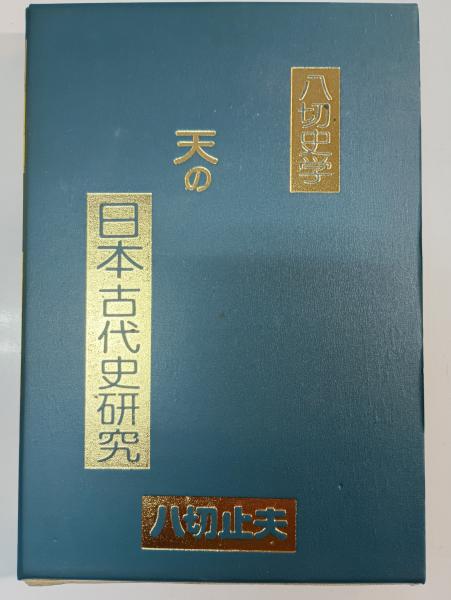 八切史学
天の
日本古代史研究
八切止夫